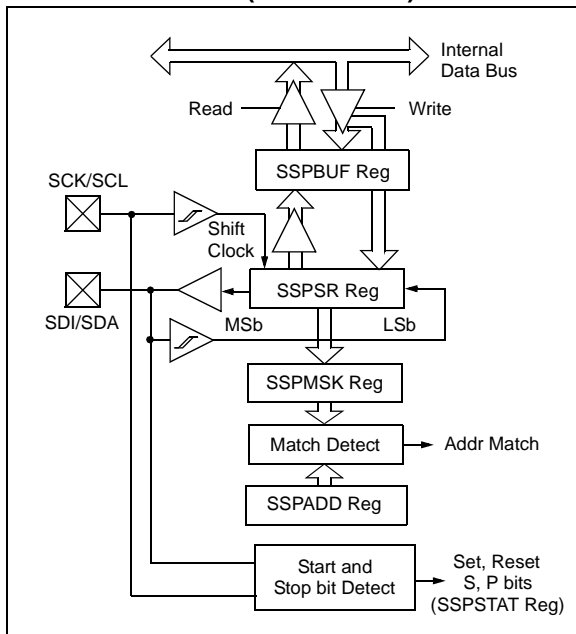 Internal
Data Bus
Read
Write
SSPBUF Reg
SCK/SCL
Shift
Clock
SSPSR Reg
SDI/SDA
MSb
LSb
SSPMSK Reg
Match Detect
Addr Match
SSPADD Reg
Start and
Stop bit Detect
Set, Reset
S, P bits
(SSPSTAT Reg)